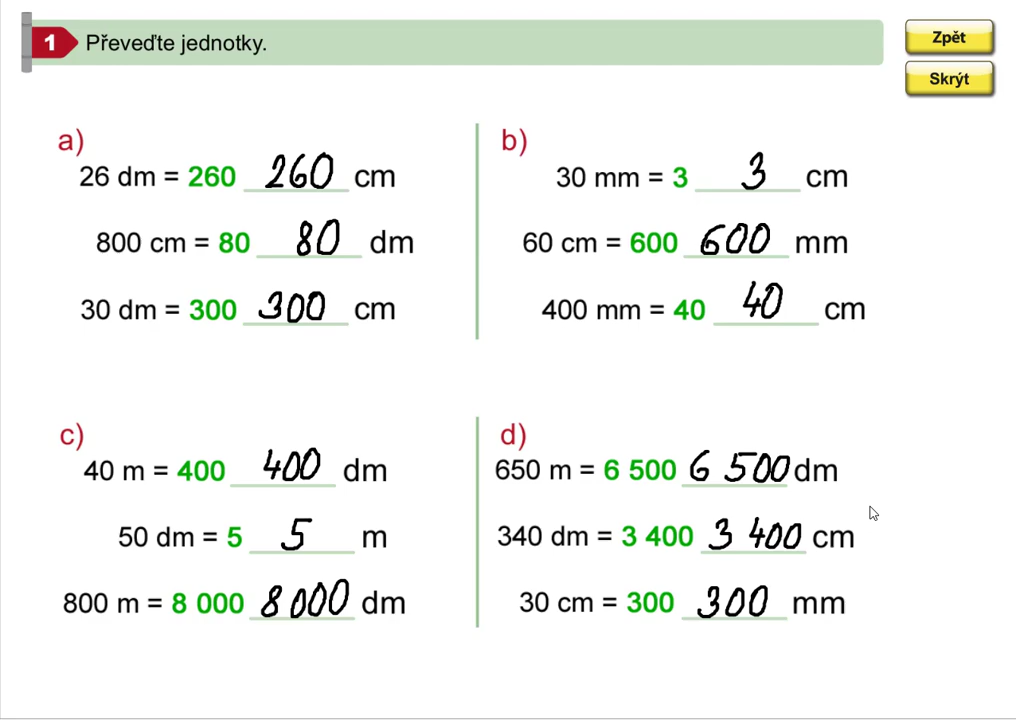 1 Převeďte jednotky.
Zpět
Skrýt
a)
26 dm = 260 260 cm
800 cm = 80 80 dm
30 dm = 300 300 cm
b)
30 mm = 3 3 cm
60 cm = 600 600 mm
400 mm = 40 40 cm
c)
40 m = 400 400 dm
50 dm = 5 5 m
800 m = 8 000 8 000 dm
d)
650 m = 6 500 6 500 dm
340 dm = 3 400 3 400 cm
30 cm = 300 300 mm